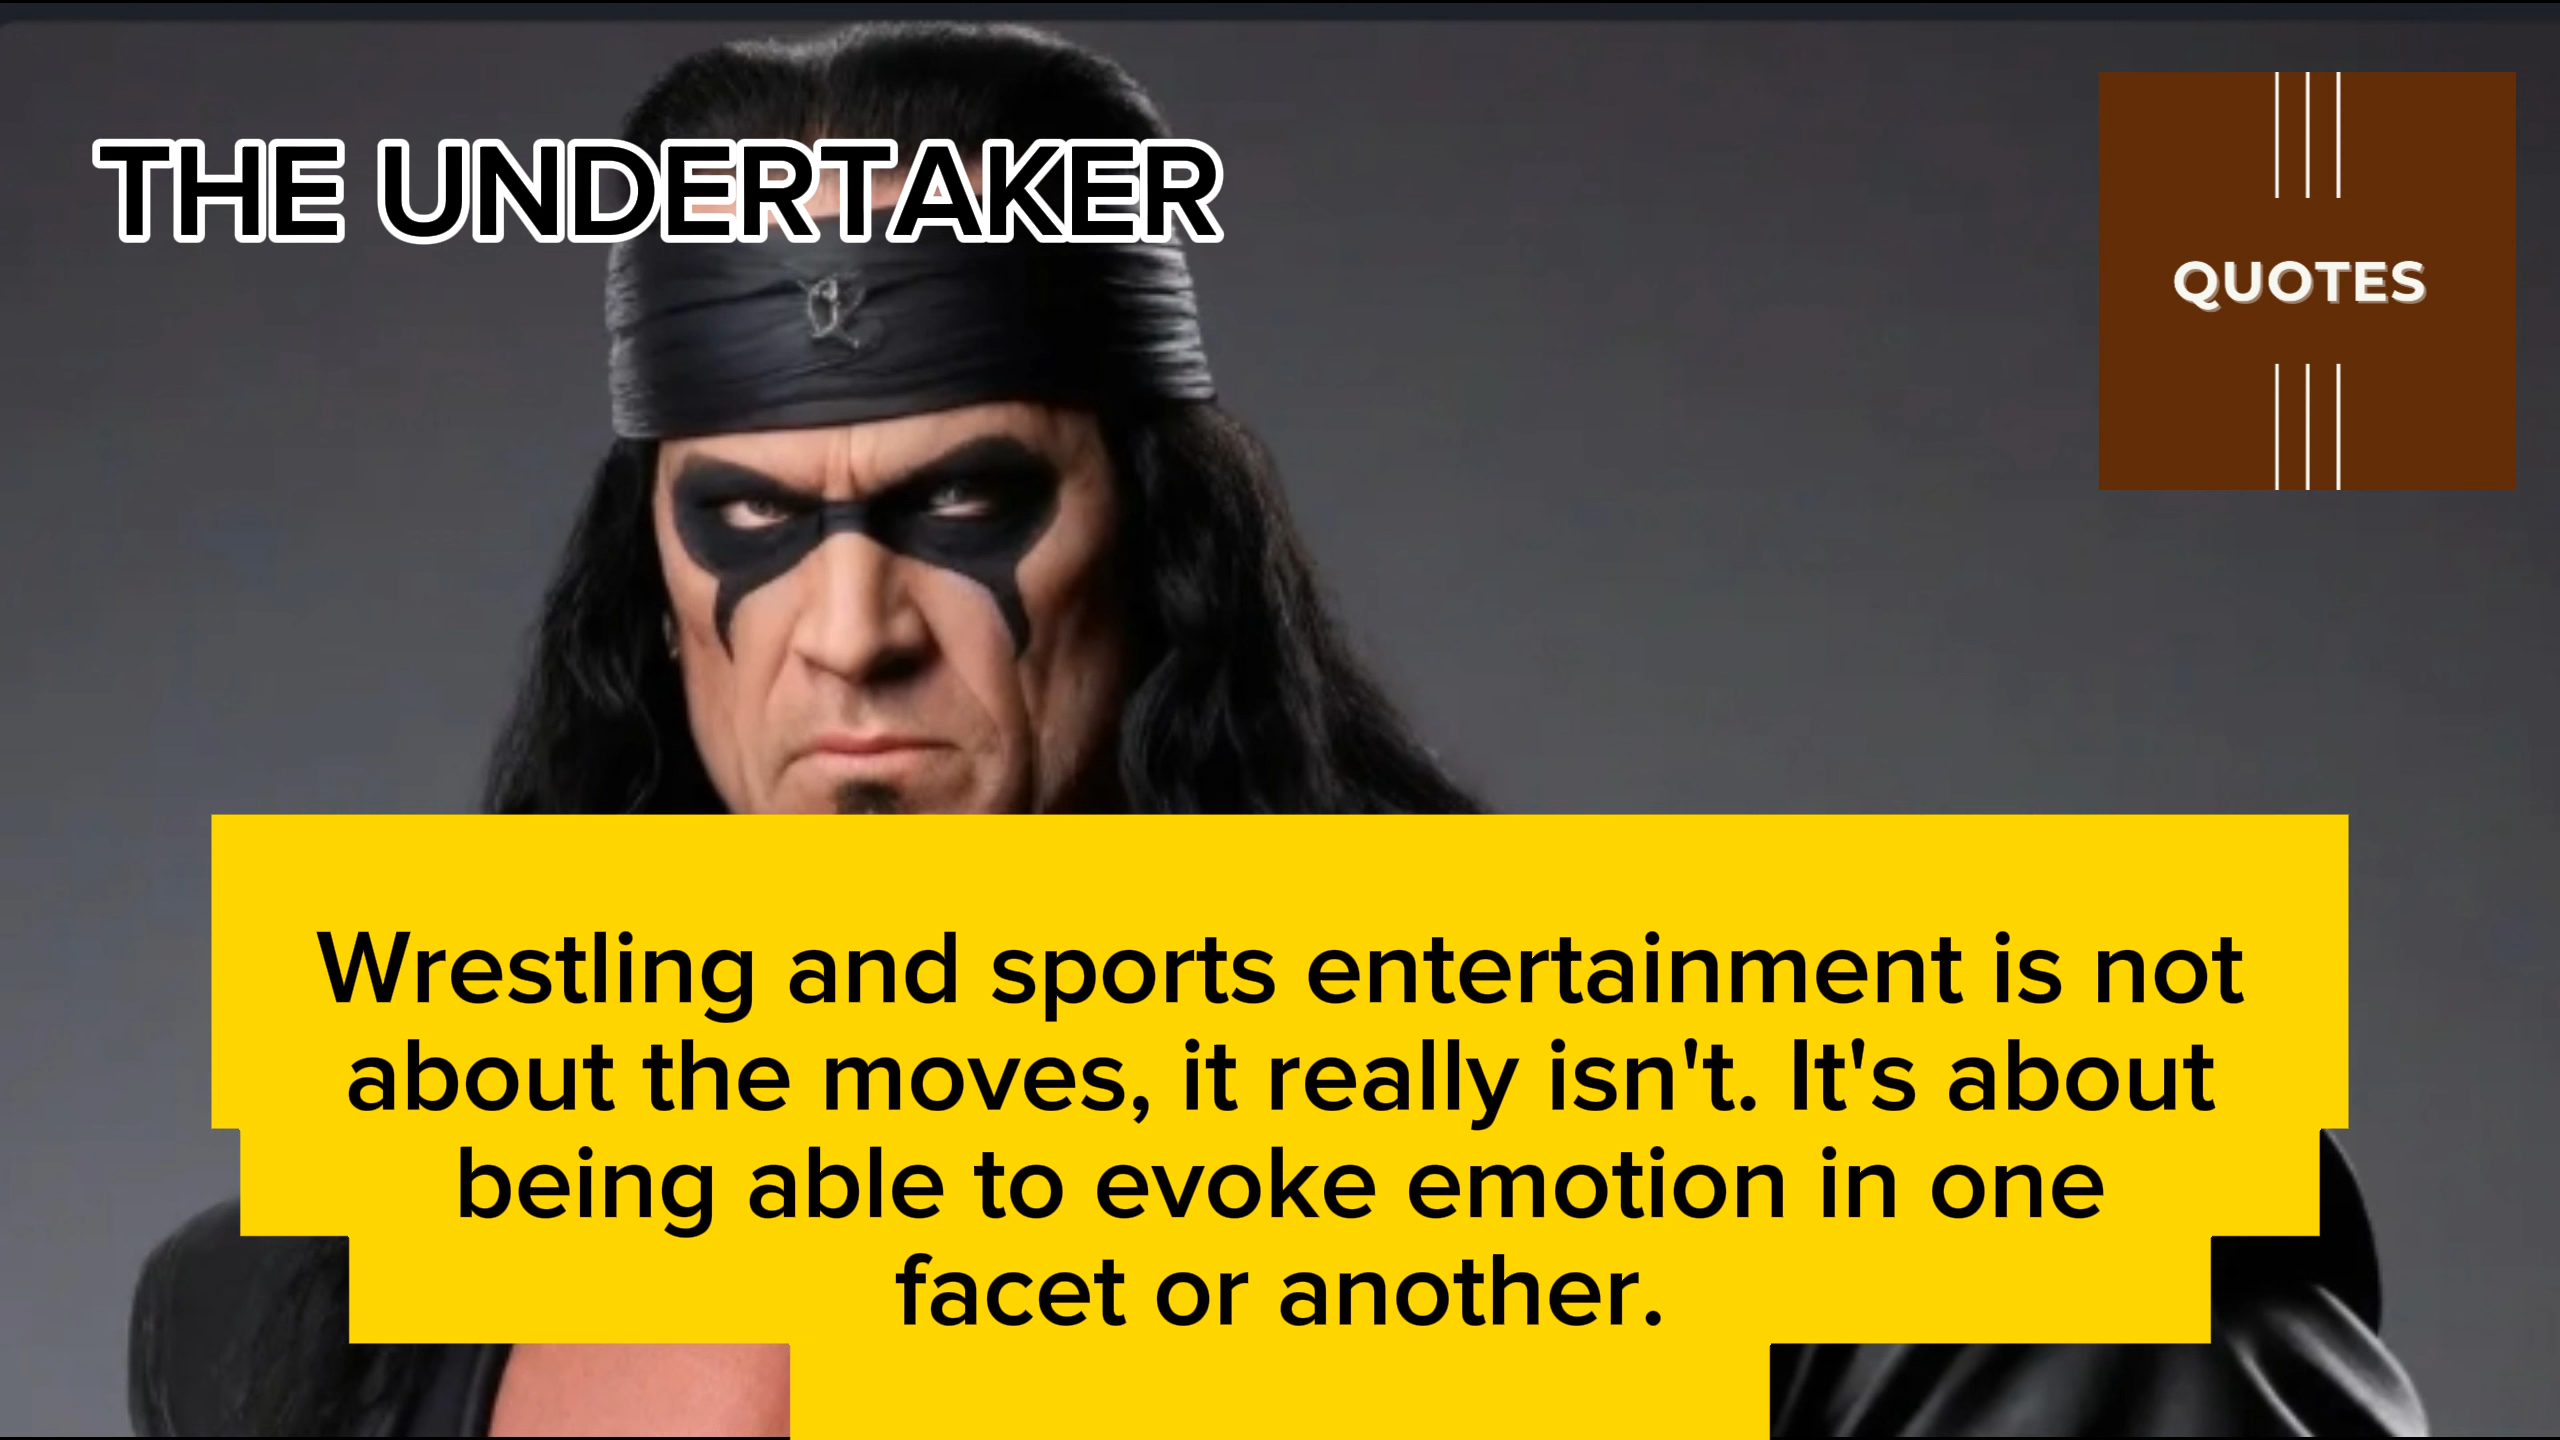 THE UNDERTAKER
QUOTES
Wrestling and sports entertainment is not
about the moves, it really isn't. It's about
being able to evoke emotion in one
facet or another.